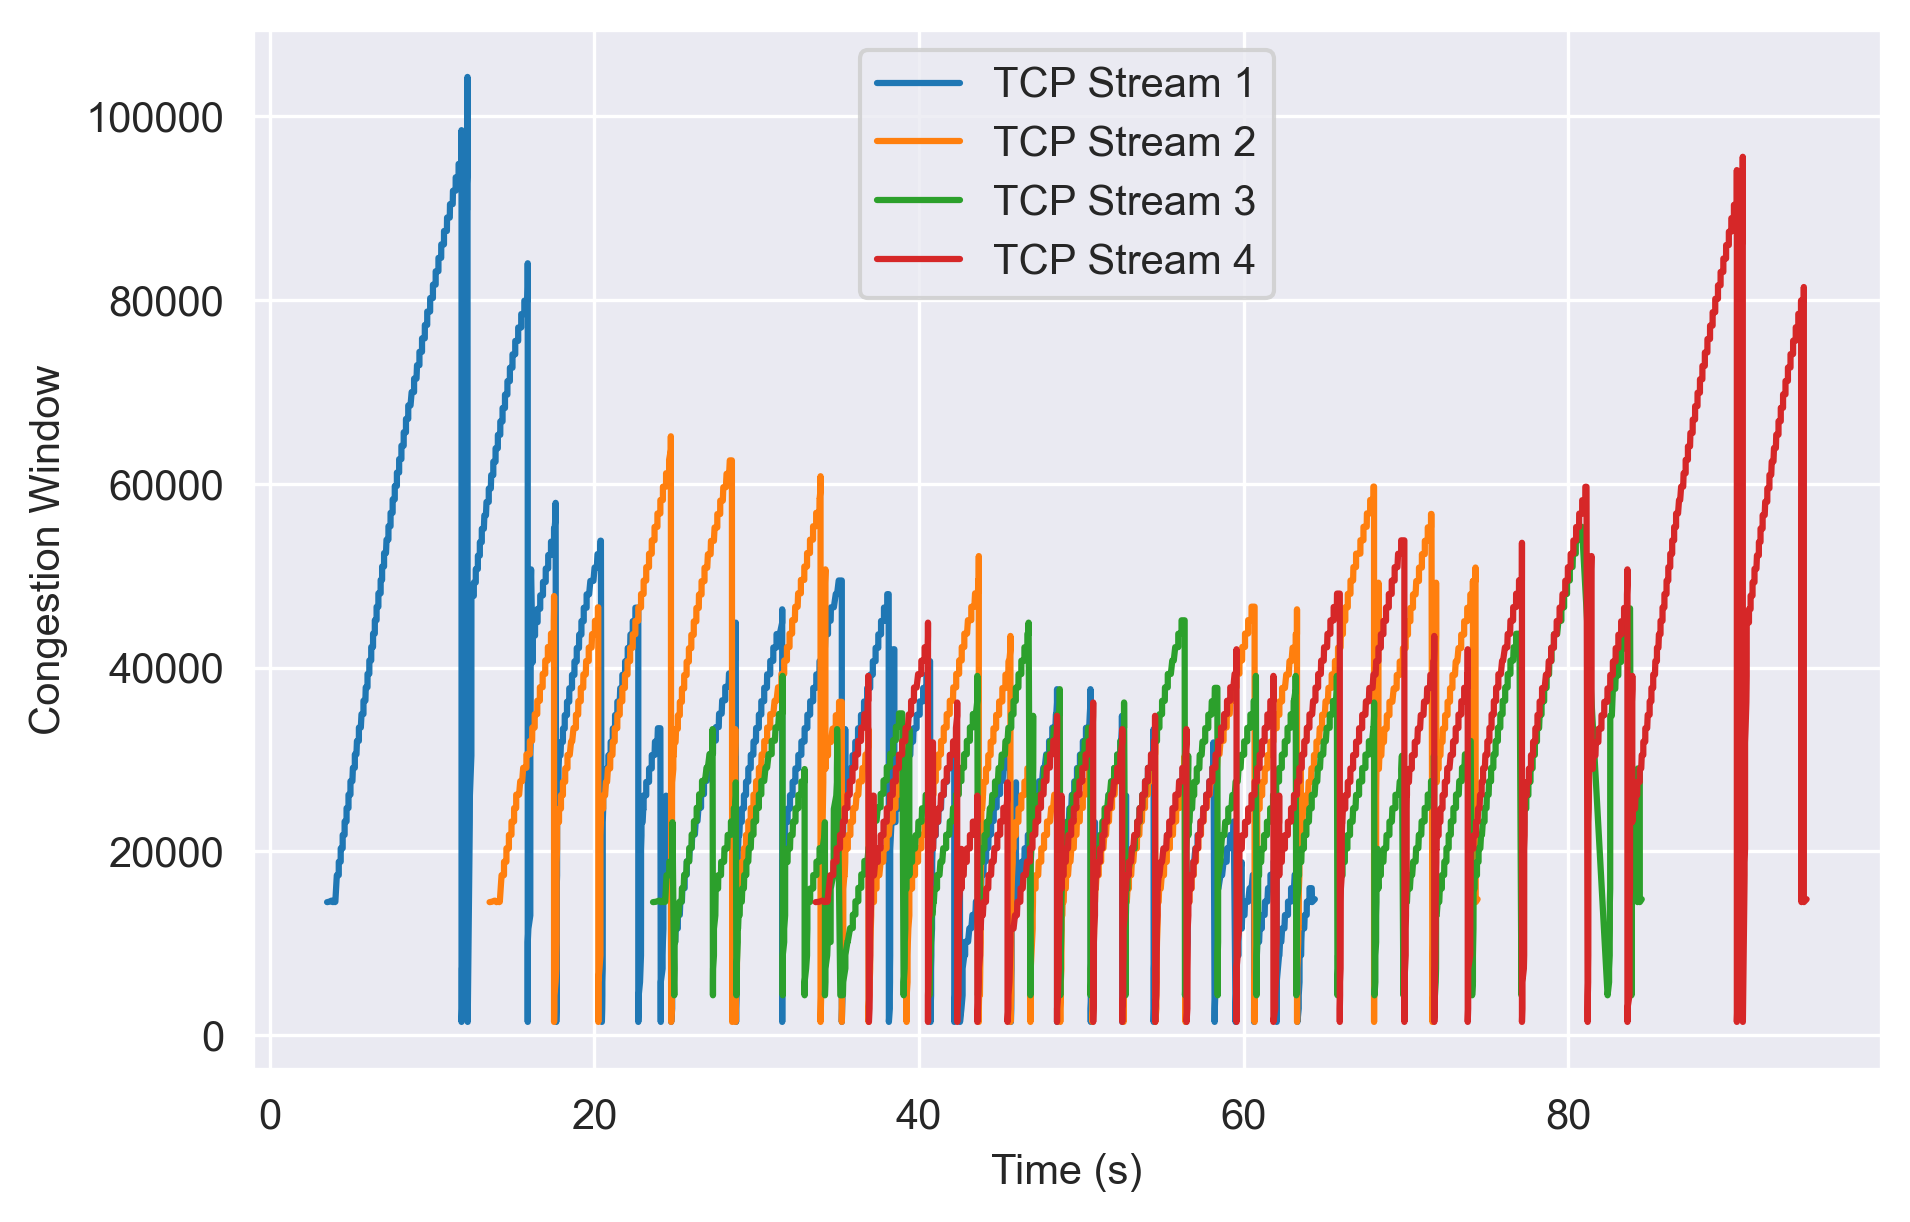 TCP Stream 1
TCP Stream 2
TCP Stream 3
TCP Stream 4
100000
80000
60000
40000
20000
0
Congestion Window
0 20 40 60 80
Time (s)